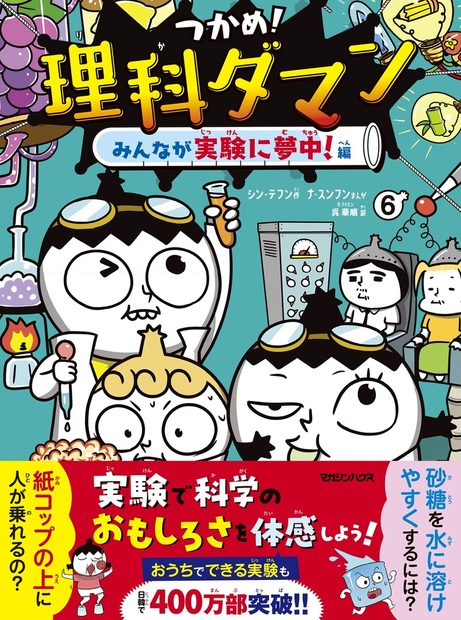 つかめ!
理科ダマン
みんなが実験に夢中!編
シン・テフン作 ナ・スンフンまんが
呉華順訳
6
マガジンハウス
紙コップの上に
人が乗れるの?
実験で科学の
おもしろさを体感しよう!
おうちでできる実験も
日韓で400万部突破!!
砂糖を水に溶け
やすくするには?